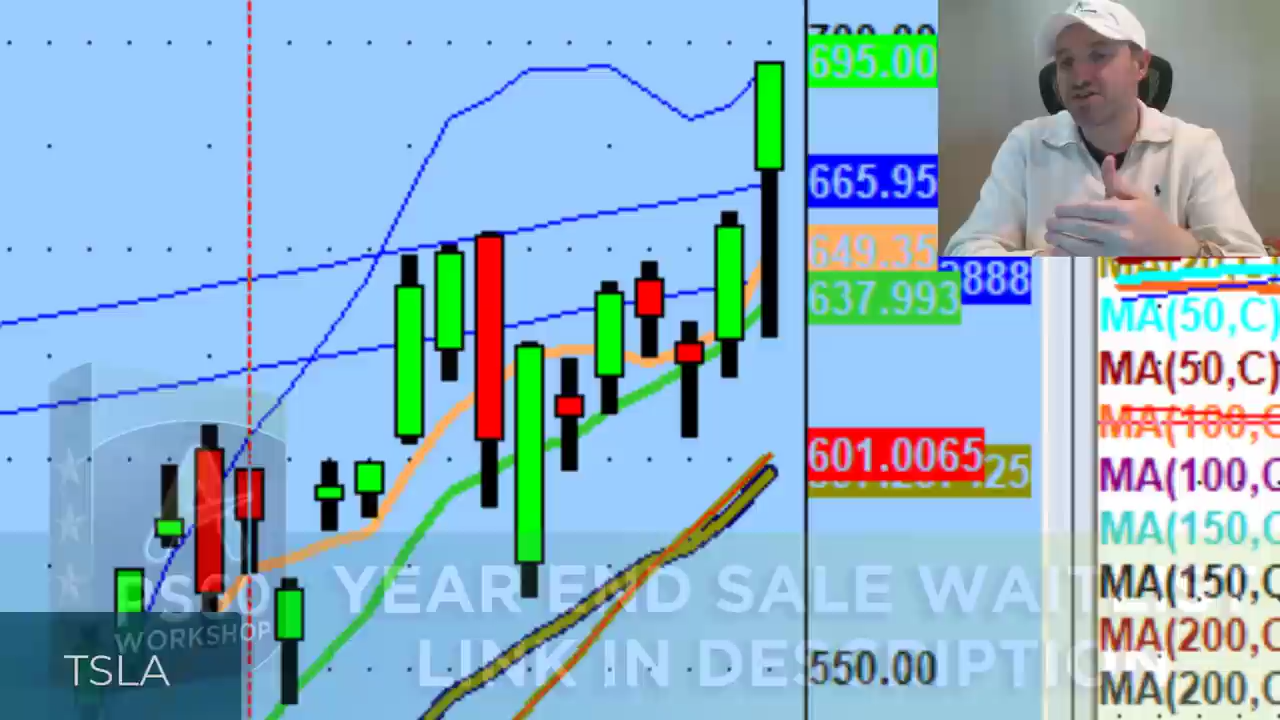 695.00
665.95
649.35
637.993
601.0065
550.00
MA(50,C)
MA(50,C)
MA(100,C
MA(100,C
MA(150,C
MA(150,C
MA(200,C
MA(200,C
WORKSHOP
YEAR END SALE WAITLIST
LINK IN DESCRIPTION
TSLA